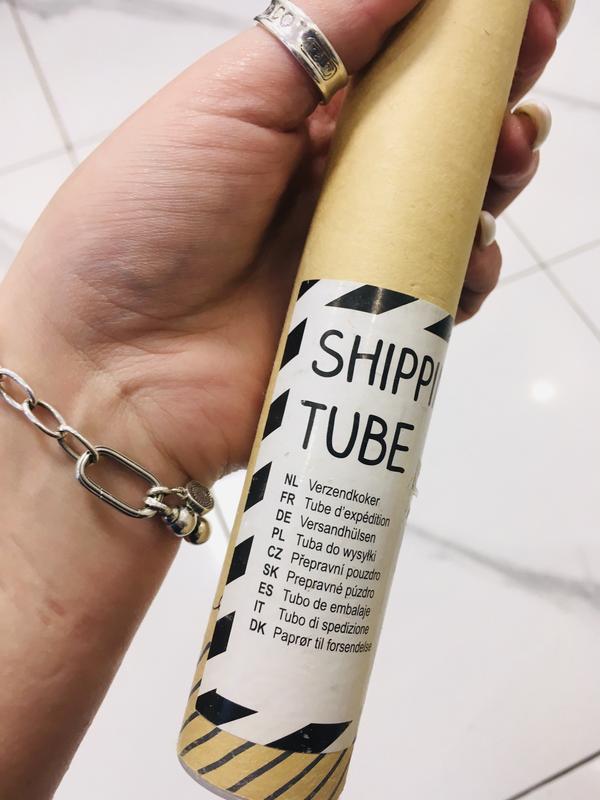 SHIPPI
TUBE
NL Verzendkoker
FR Tube d'expédition
DE Versandhülsen
PL Tuba do wysyłki
CZ Přepravní pouzdro
SK Prepravné púzdro
ES Tubo de embalaje
IT Tubo di spedizione
DK Paprør til forsendelse